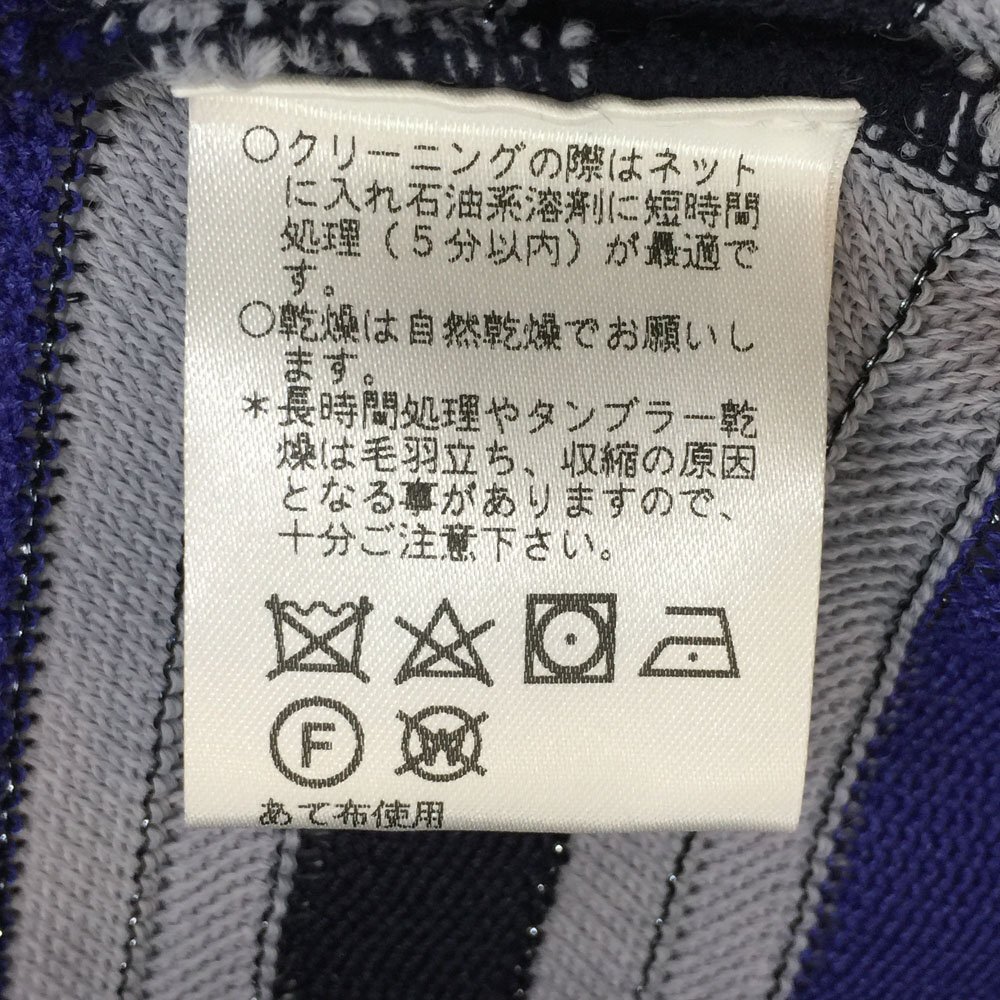 ○クリーニングの際はネット
に入れ石油系溶剤に短時間
処理（5分以内）が最適で
す。
○乾燥は自然乾燥でお願いし
ます。
*長時間処理やタンブラー乾
燥は毛羽立ち、収縮の原因
となる事がありますので、
十分ご注意下さい。
F W
あて布使用